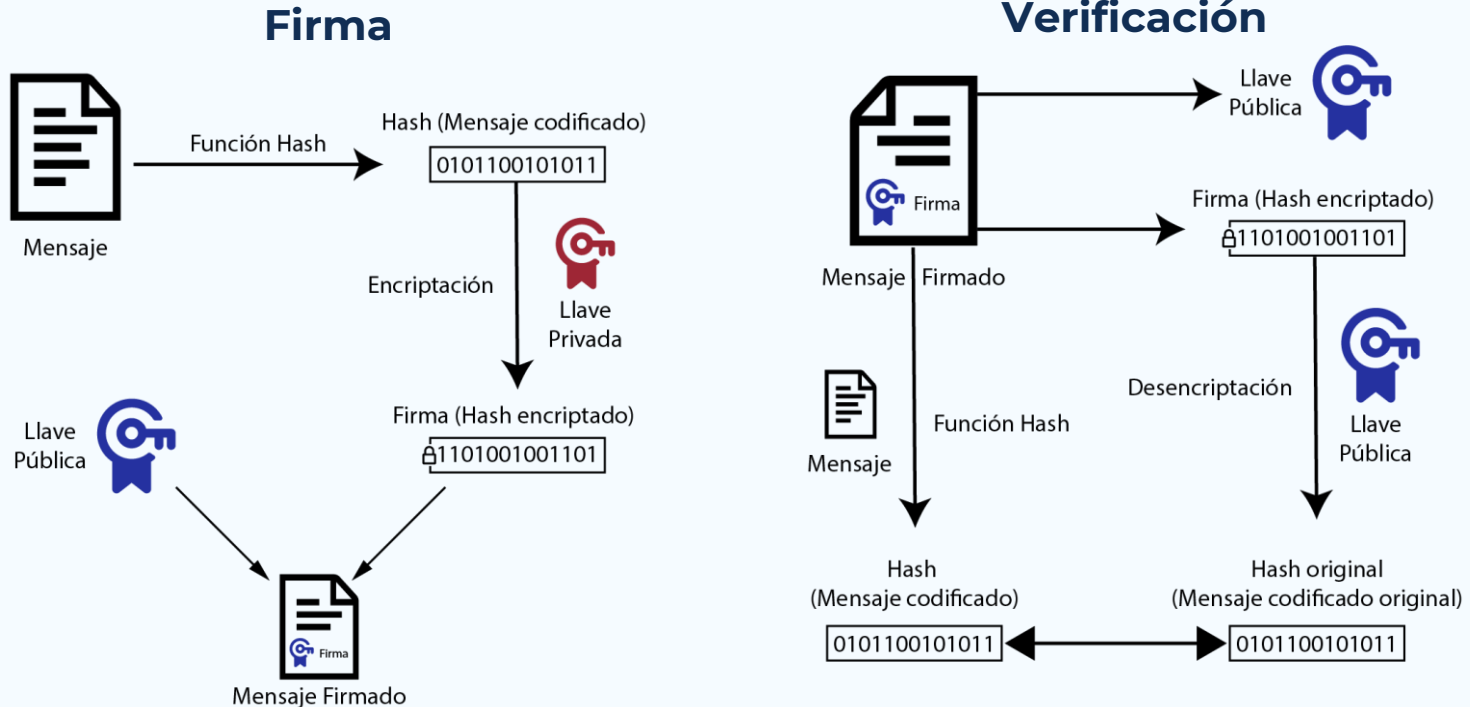 Firma
Función Hash
Hash (Mensaje codificado)
0101100101011
Mensaje
Encriptación
Llave
Privada
Firma (Hash encriptado)
1101001001101
Llave
Pública
Firma
Mensaje Firmado
Verificación
Llave
Pública
Firma
Mensaje Firmado
Firma (Hash encriptado)
1101001001101
Mensaje
Función Hash
Desencriptación
Llave
Pública
Hash
(Mensaje codificado)
0101100101011
Hash original
(Mensaje codificado original)
0101100101011